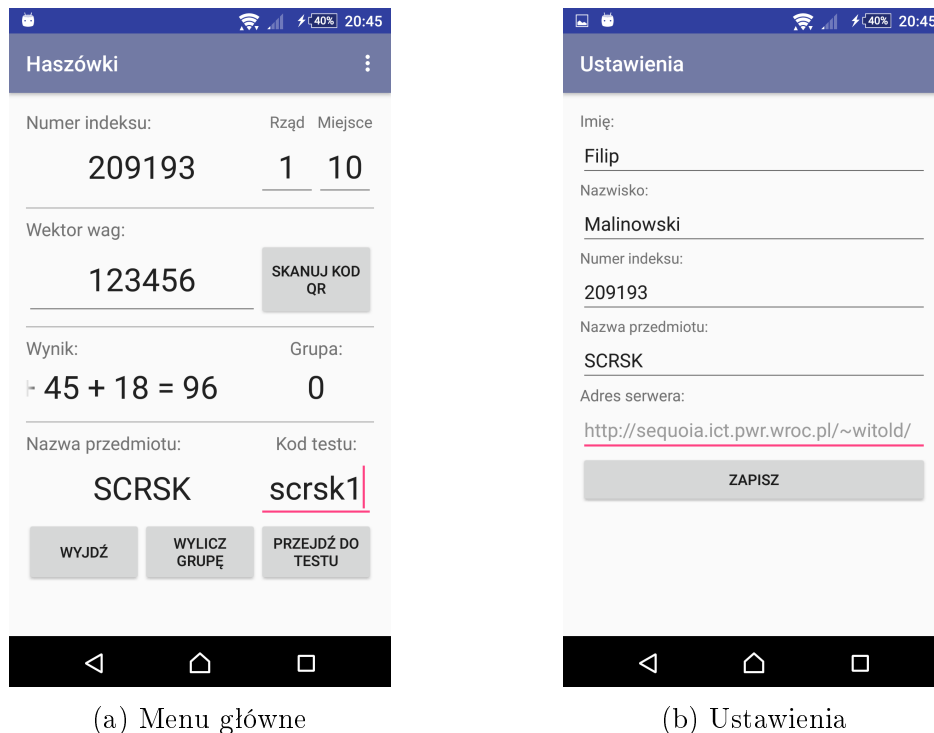 40% 20:45
Haszówki
Numer indeksu: Rząd Miejsce
209193 1 10
Wektor wag:
123456 SKANUJ KOD QR
Wynik: Grupa:
+ 45 + 18 = 96 0
Nazwa przedmiotu: Kod testu:
SCRSK scrsk1
WYJDŹ WYLICZ GRUPĘ PRZEJDŹ DO TESTU
(a) Menu główne
40% 20:45
Ustawienia
Imię:
Filip
Nazwisko:
Malinowski
Numer indeksu:
209193
Nazwa przedmiotu:
SCRSK
Adres serwera:
http://sequoia.ict.pwr.wroc.pl/~witold/
ZAPISZ
(b) Ustawienia